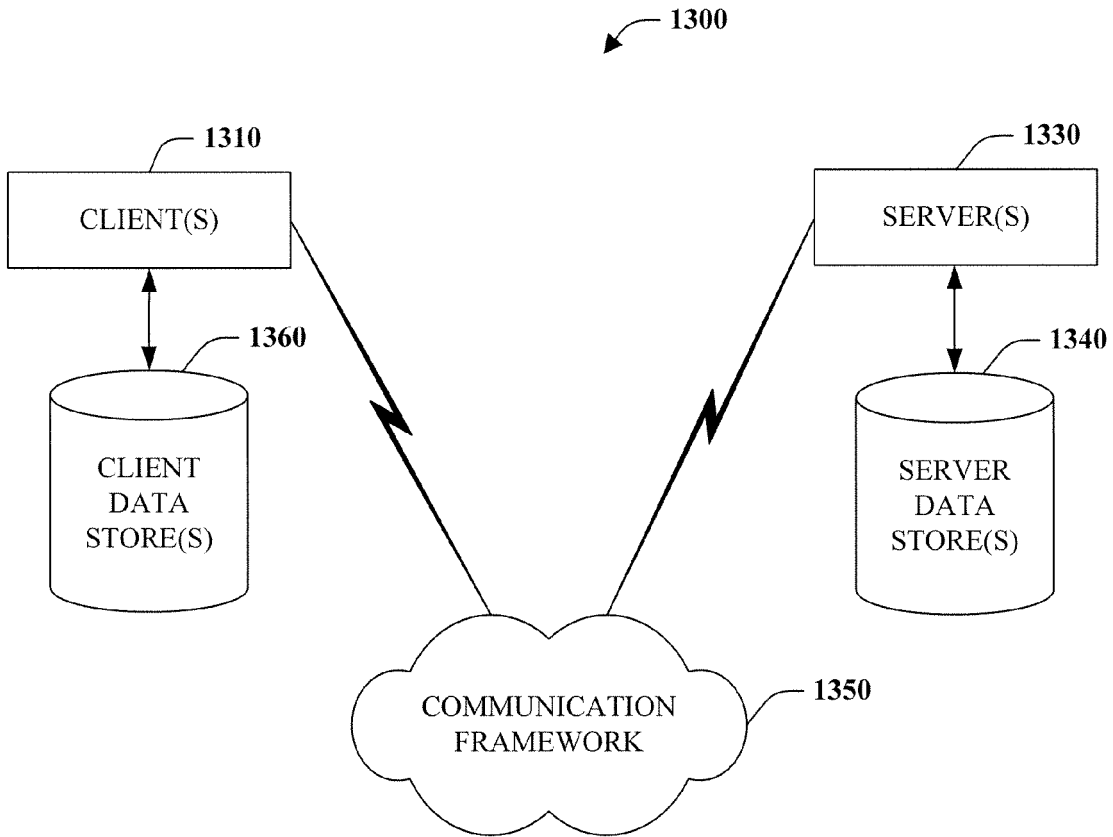 1300
1310
CLIENT(S)
1330
SERVER(S)
1360
CLIENT
DATA
STORE(S)
1340
SERVER
DATA
STORE(S)
COMMUNICATION
FRAMEWORK
1350